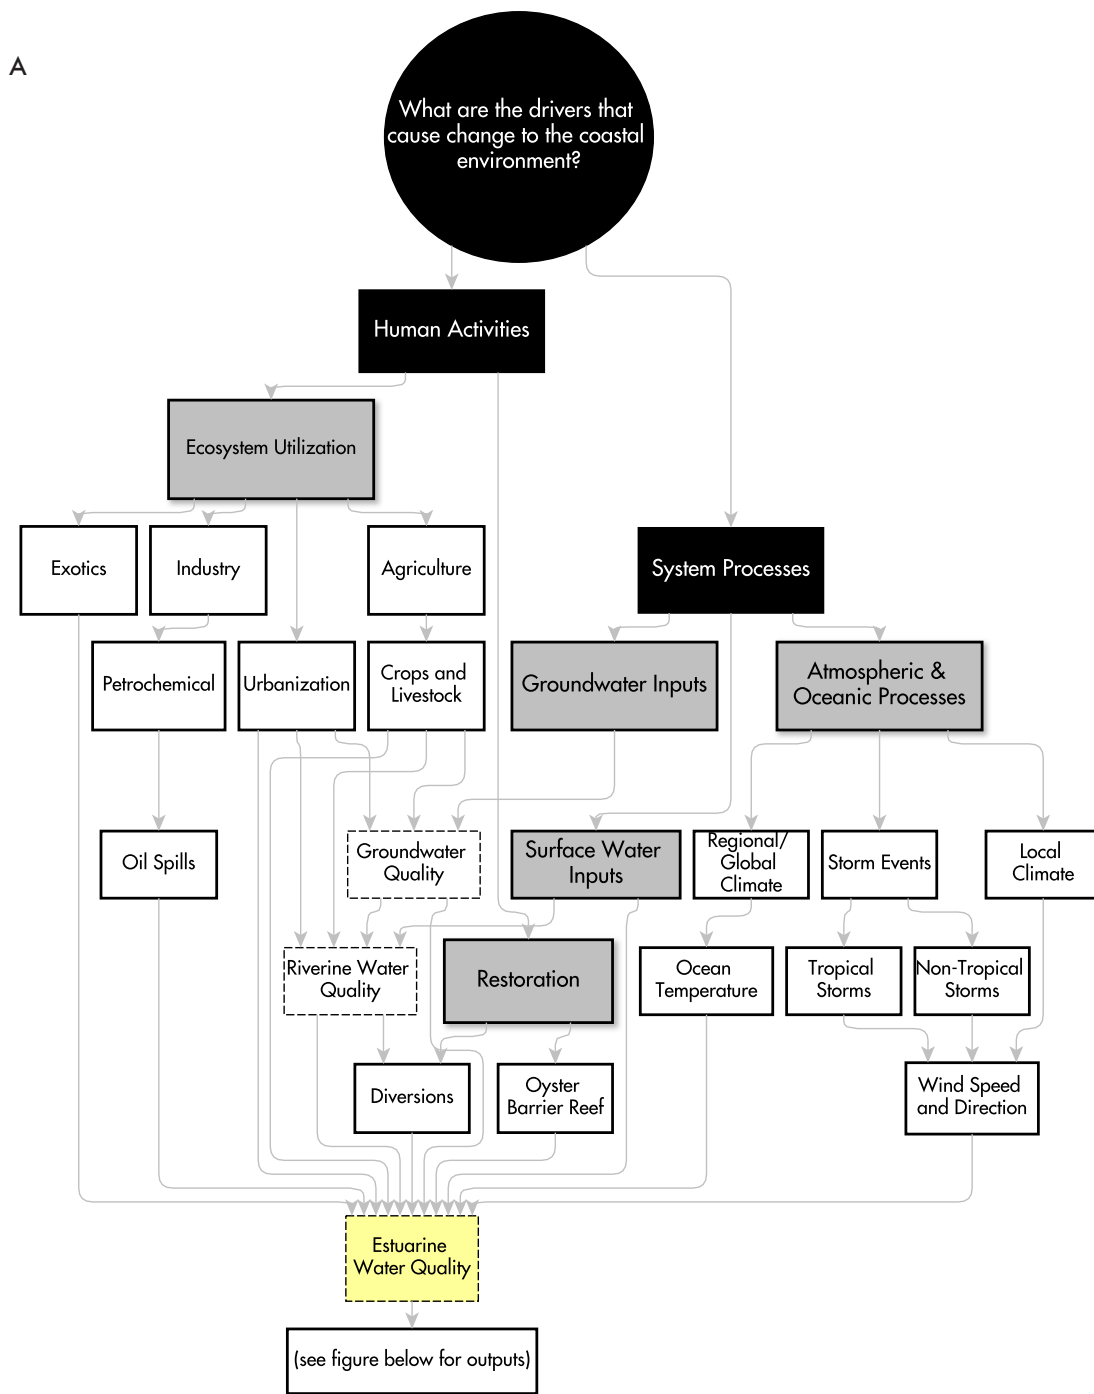 A
What are the drivers that
cause change to the coastal
environment?
Human Activities
Ecosystem Utilization
Exotics
Industry
Agriculture
System Processes
Petrochemical
Urbanization
Crops and
Livestock
Groundwater Inputs
Atmospheric &
Oceanic Processes
Oil Spills
Groundwater
Quality
Surface Water
Inputs
Regional/
Global
Climate
Storm Events
Local
Climate
Riverine Water
Quality
Restoration
Ocean
Temperature
Tropical
Storms
Non-Tropical
Storms
Diversions
Oyster
Barrier Reef
Wind Speed
and Direction
Estuarine
Water Quality
(see figure below for outputs)